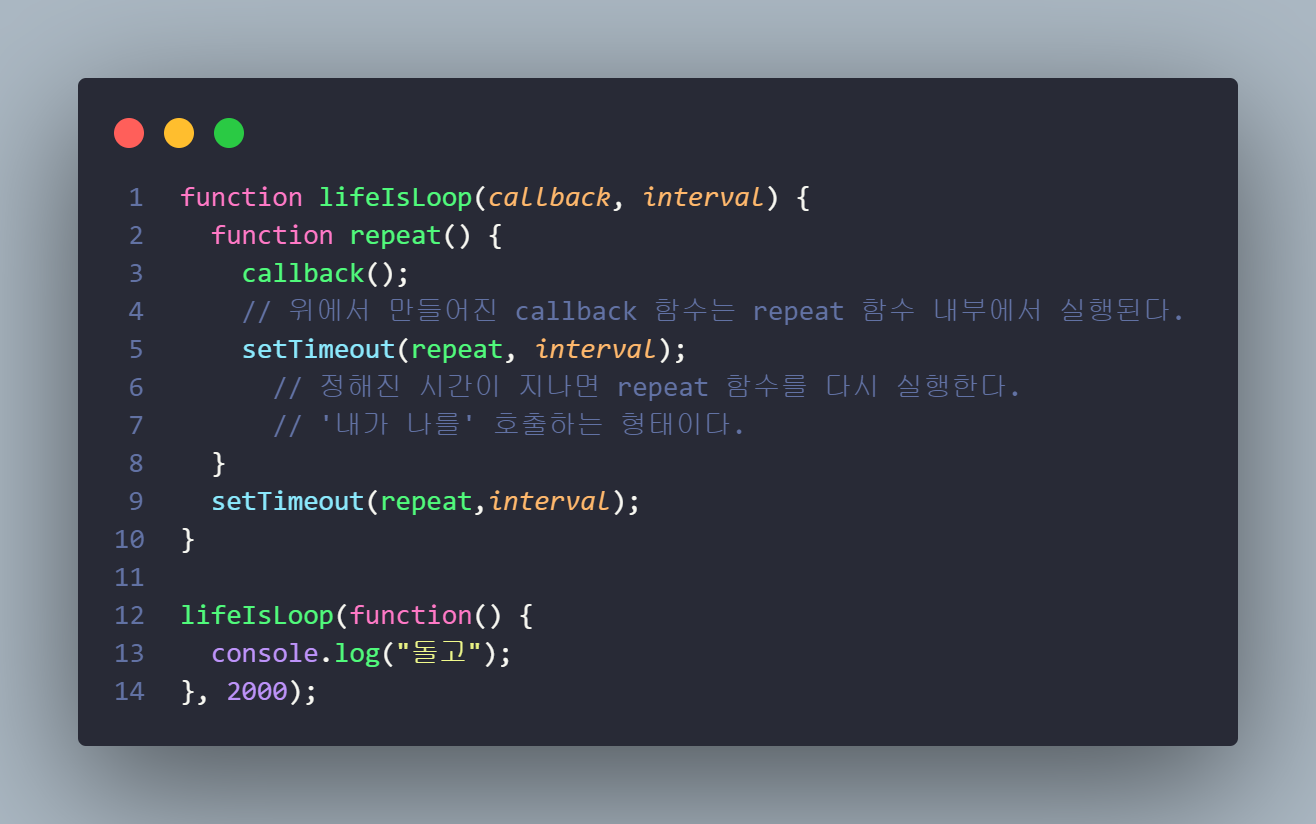 1 function lifeIsLoop(callback, interval) {
2   function repeat() {
3     callback();
4     // 위에서 만들어진 callback 함수는 repeat 함수 내부에서 실행된다.
5     setTimeout(repeat, interval);
6       // 정해진 시간이 지나면 repeat 함수를 다시 실행한다.
7       // '내가 나를' 호출하는 형태이다.
8   }
9   setTimeout(repeat,interval);
10 }
11
12 lifeIsLoop(function() {
13   console.log("돌고");
14 }, 2000);